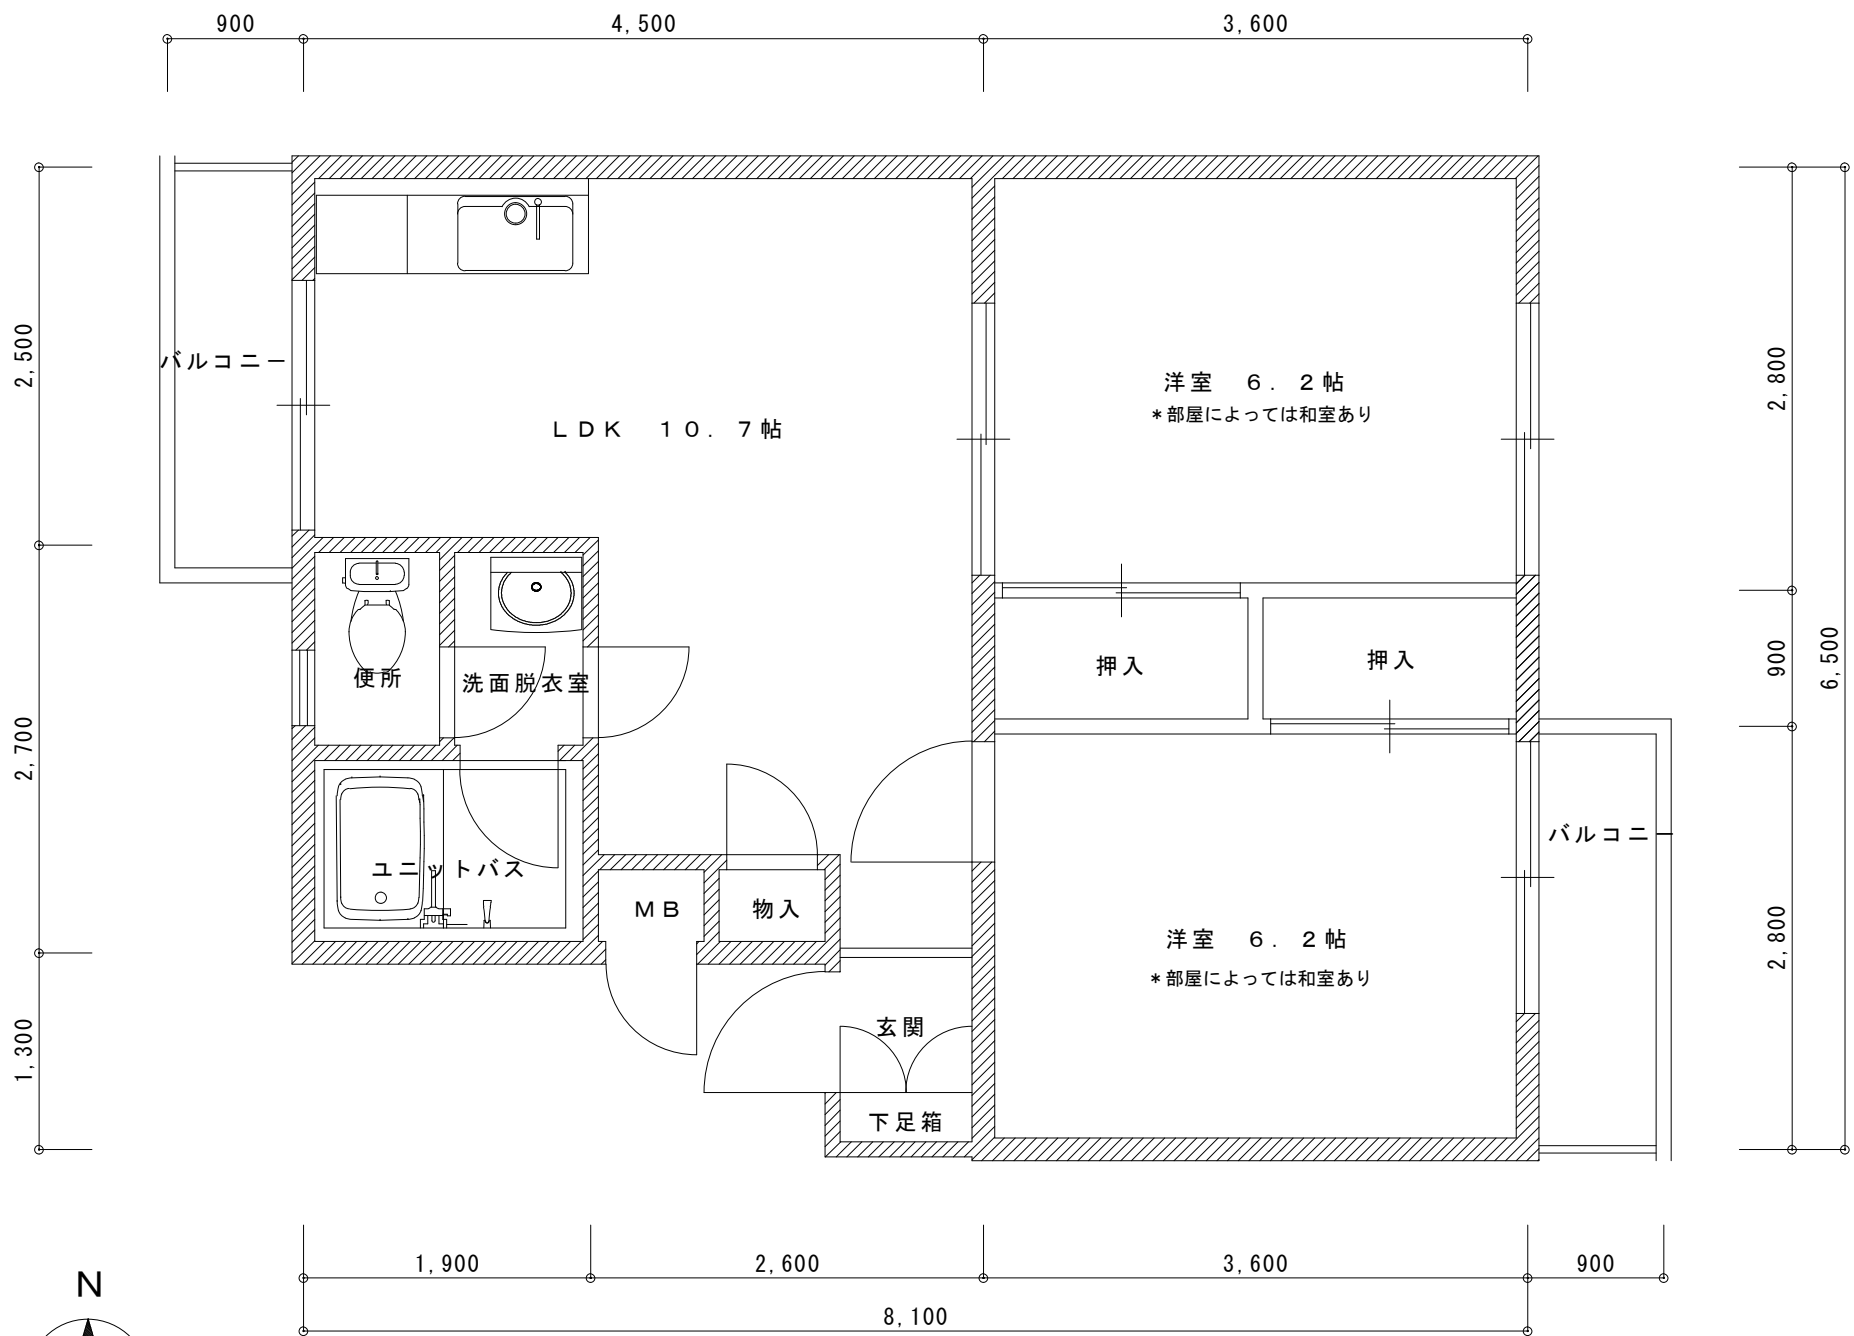 900
4,500
3,600
2,500
2,700
1,300
バルコニー
LDK 10.7帖
洋室 6.2帖
*部屋によっては和室あり
2,800
900
6,500
2,800
便所
洗面脱衣室
押入
押入
ユニットバス
MB
物入
バルコニー
洋室 6.2帖
*部屋によっては和室あり
玄関
下足箱
1,900
2,600
3,600
900
8,100
N